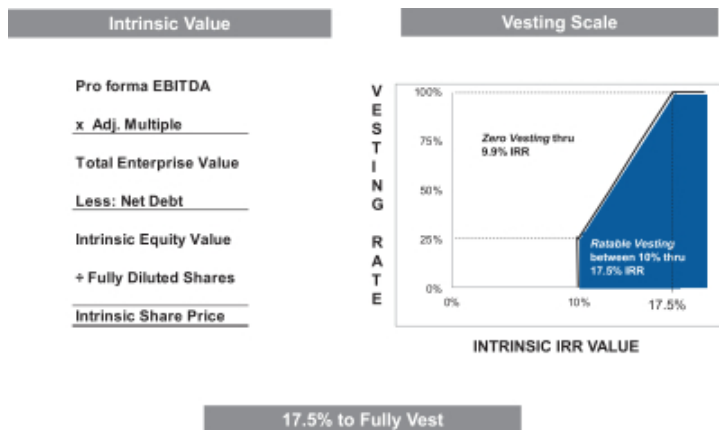 Intrinsic Value
Pro forma EBITDA
x Adj. Multiple
Total Enterprise Value
Less: Net Debt
Intrinsic Equity Value
÷ Fully Diluted Shares
Intrinsic Share Price
Vesting Scale
VESTING RATE
100%
75%
50%
25%
0%
Zero Vesting thru
9.9% IRR
Ratable Vesting
between 10% thru
17.5% IRR
0%
10%
17.5%
INTRINSIC IRR VALUE
17.5% to Fully Vest